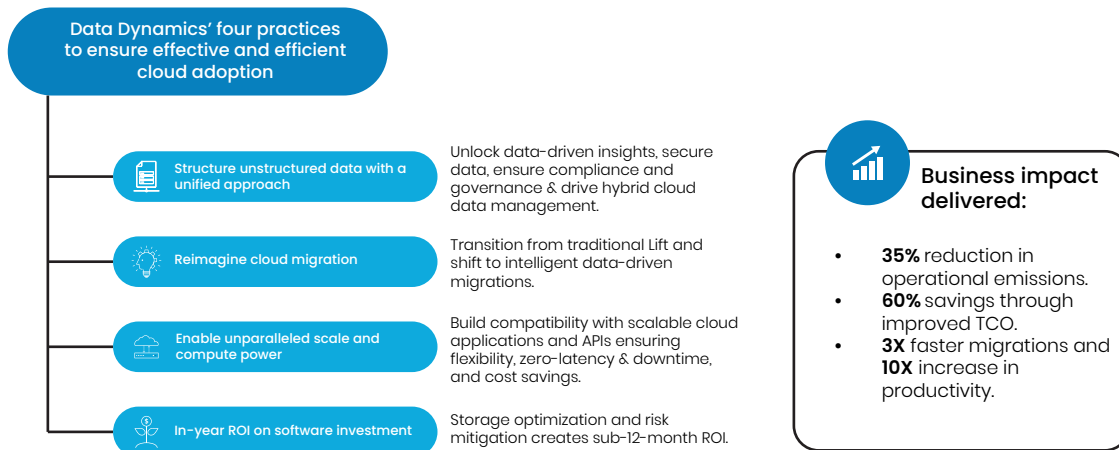 Data Dynamics’ four practices
to ensure effective and efficient
cloud adoption
Structure unstructured data with a
unified approach
Unlock data-driven insights, secure
data, ensure compliance and
governance & drive hybrid cloud
data management.
Reimagine cloud migration
Transition from traditional Lift and
shift to intelligent data-driven
migrations.
Enable unparalleled scale and
compute power
Build compatibility with scalable cloud
applications and APIs ensuring
flexibility, zero-latency & downtime,
and cost savings.
In-year ROI on software investment
Storage optimization and risk
mitigation creates sub-12-month ROI.
Business impact
delivered:
• 35% reduction in
operational emissions.
• 60% savings through
improved TCO.
• 3X faster migrations and
10X increase in
productivity.